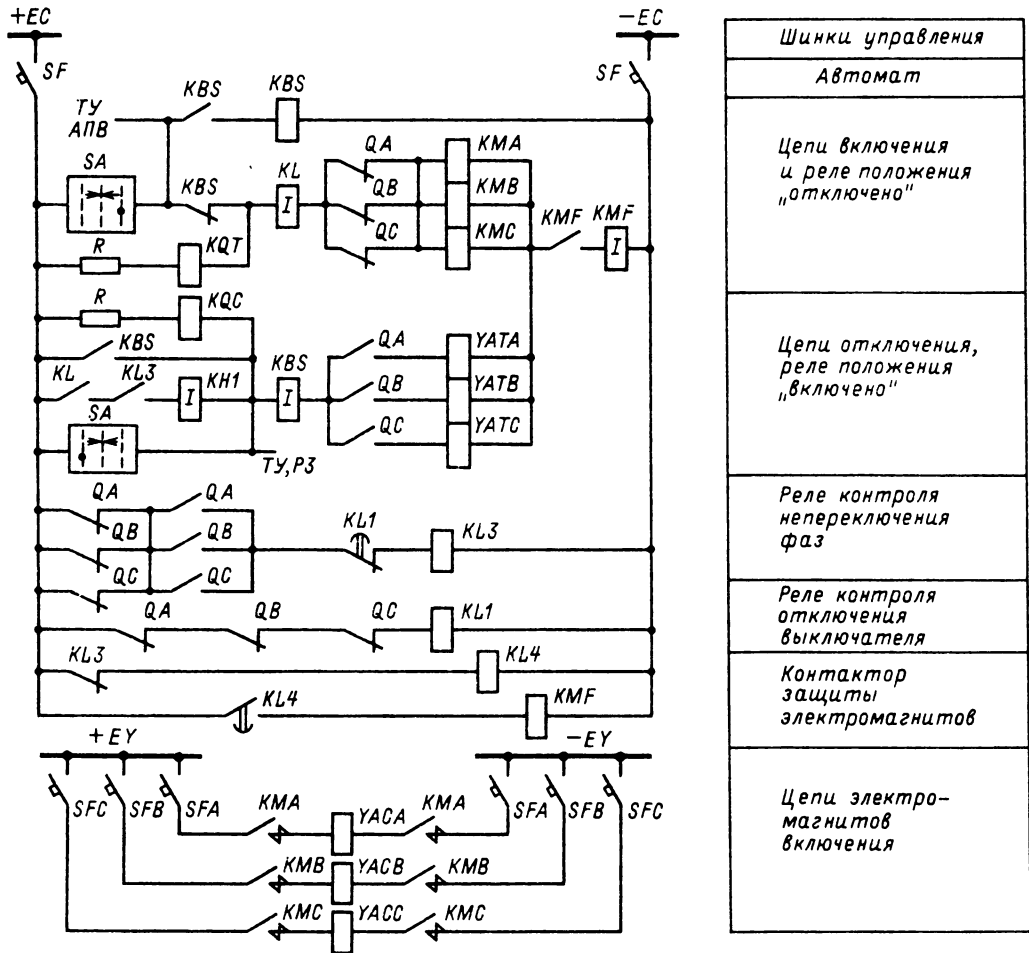 +EC
−EC
SF
SF
ТУ
АПВ
KBS
KBS
SA
KBS
KL
I
QA
QB
QC
KMA
KMB
KMC
KMF
KMF
I
R
KQT
R
KQC
KBS
KL
KL3
KH1
I
KBS
I
QA
QB
QC
YATA
YATB
YATC
SA
ТУ,РЗ
QA
QB
QC
QA
QB
QC
KL1
KL3
QA
QB
QC
KL1
KL3
KL4
KL4
KMF
+EY
−EY
SFC
SFB
SFA
SFA
SFB
SFC
KMA
YACA
KMA
KMB
YACB
KMB
KMC
YACC
KMC
Шинки управления
Автомат
Цепи включения
и реле положения
„отключено"
Цепи отключения,
реле положения
„включено"
Реле контроля
непереключения
фаз
Реле контроля
отключения
выключателя
Контактор
защиты
электромагнитов
Цепи электро-
магнитов
включения